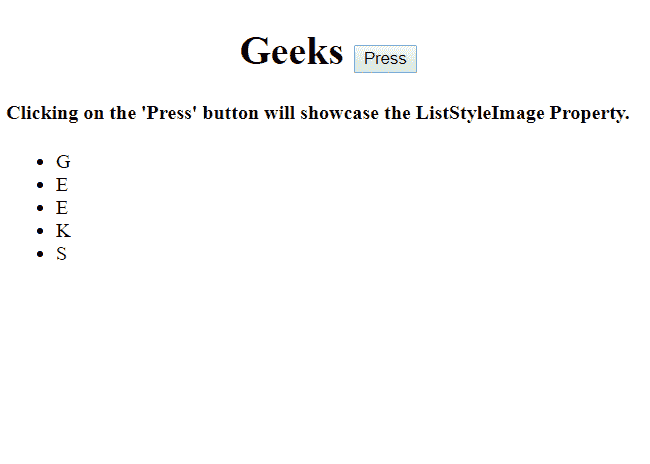 Geeks Press
Clicking on the 'Press' button will showcase the ListStyleImage Property.
• G
• E
• E
• K
• S